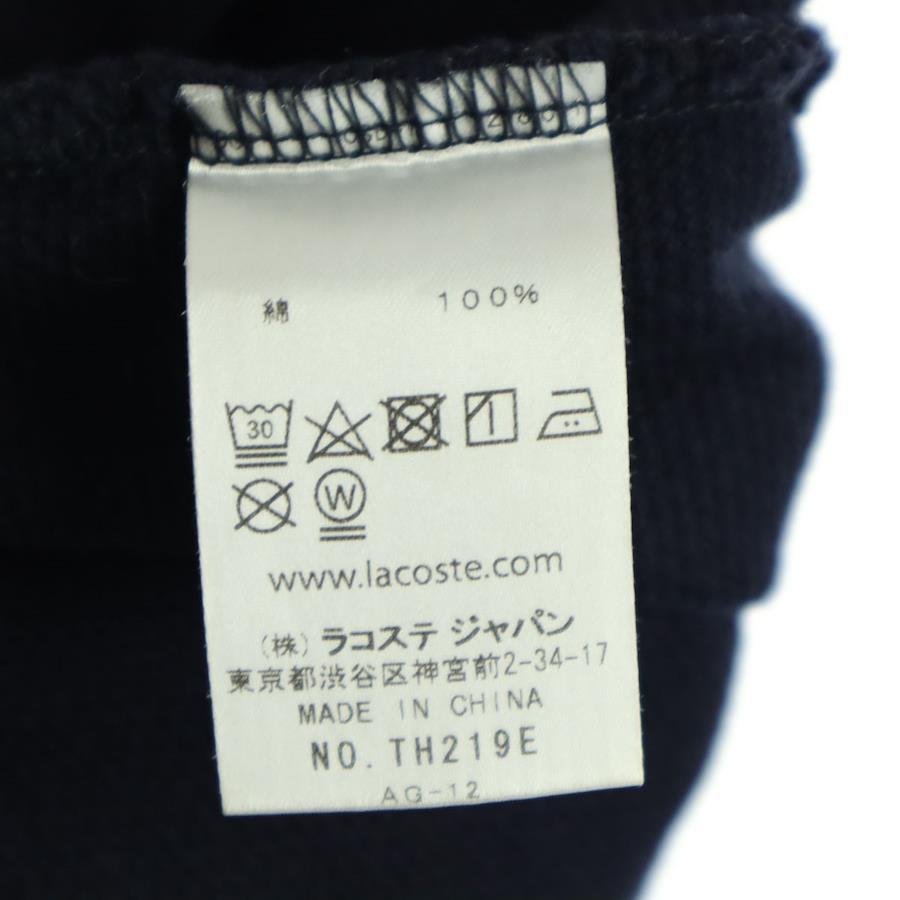 綿 100%
30
W
www.lacoste.com
(株) ラコステ ジャパン
東京都渋谷区神宮前2-34-17
MADE IN CHINA
NO. TH219E
AG-12